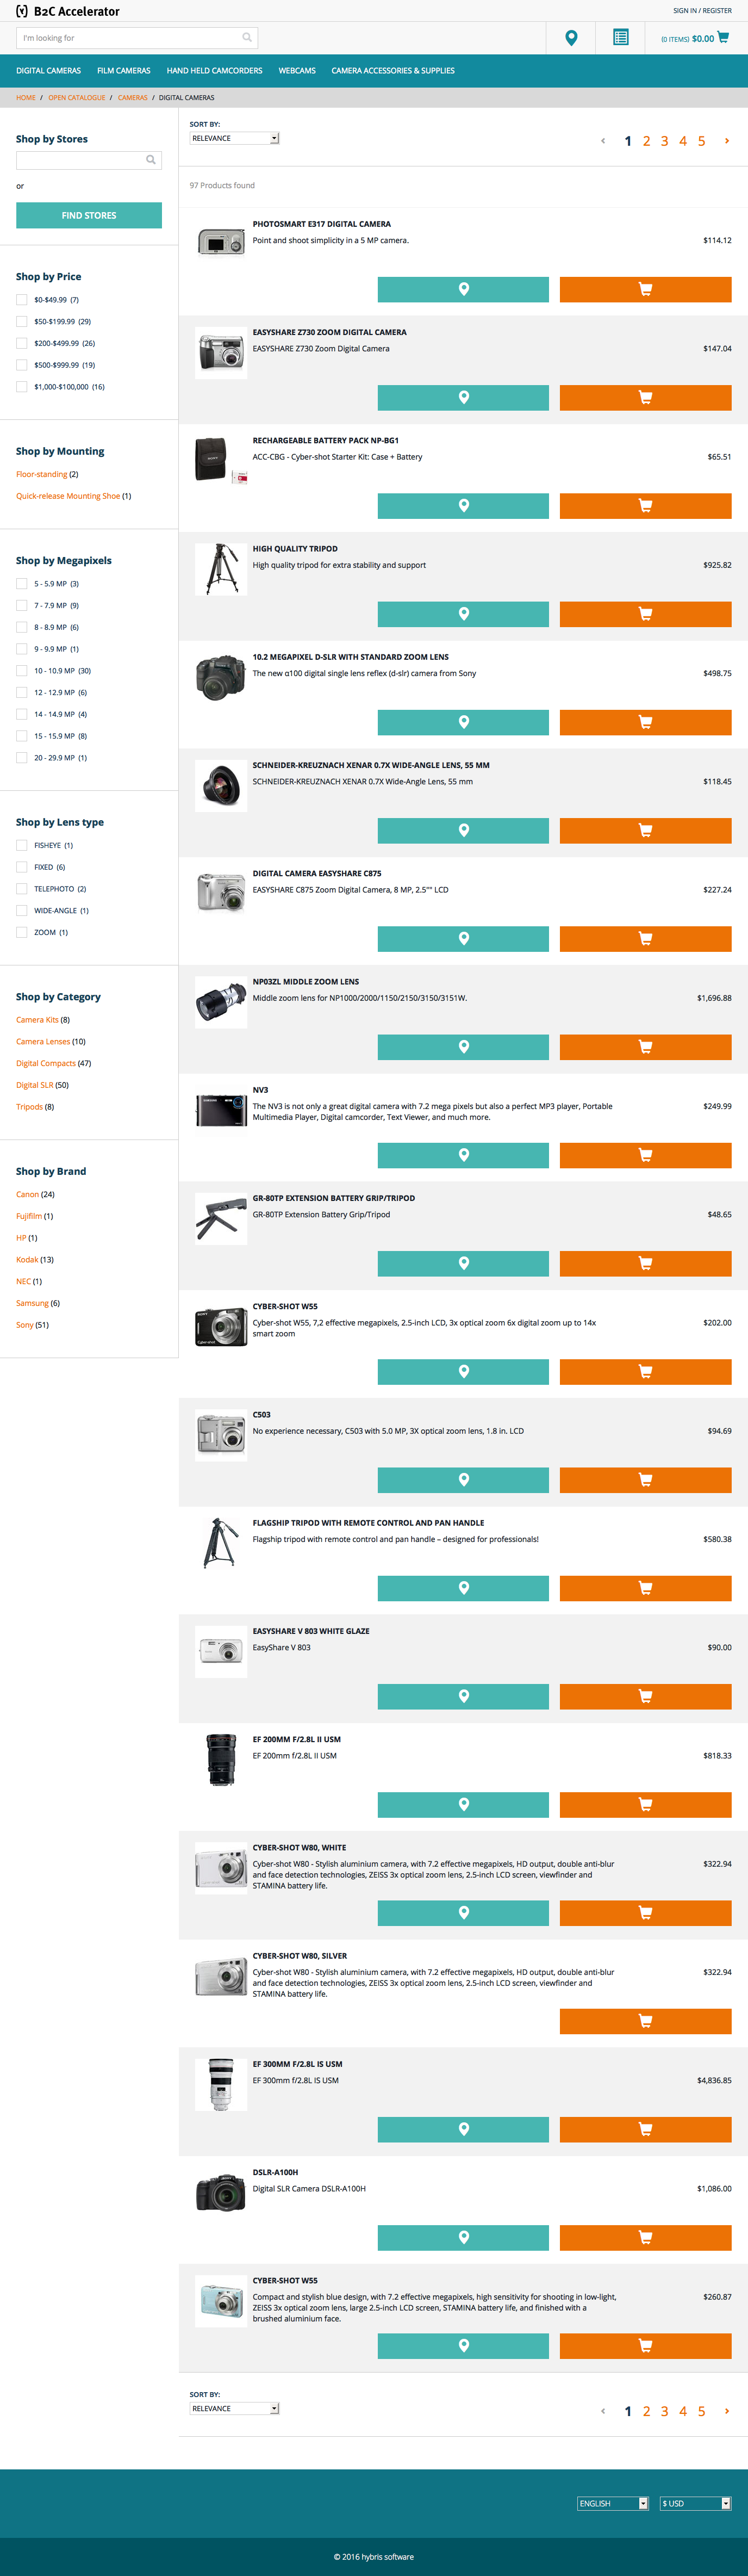 B2C Accelerator
SIGN IN / REGISTER
I'm looking for
(0 ITEMS) $0.00
DIGITAL CAMERAS FILM CAMERAS HAND HELD CAMCORDERS WEBCAMS CAMERA ACCESSORIES & SUPPLIES
HOME / OPEN CATALOGUE / CAMERAS / DIGITAL CAMERAS
Shop by Stores
or
FIND STORES
Shop by Price
$0-$49.99 (7)
$50-$199.99 (29)
$200-$499.99 (26)
$500-$999.99 (19)
$1,000-$100,000 (16)
Shop by Mounting
Floor-standing (2)
Quick-release Mounting Shoe (1)
Shop by Megapixels
5 - 5.9 MP (3)
7 - 7.9 MP (9)
8 - 8.9 MP (6)
9 - 9.9 MP (1)
10 - 10.9 MP (30)
12 - 12.9 MP (6)
14 - 14.9 MP (4)
15 - 15.9 MP (8)
20 - 29.9 MP (1)
Shop by Lens type
FISHEYE (1)
FIXED (6)
TELEPHOTO (2)
WIDE-ANGLE (1)
ZOOM (1)
Shop by Category
Camera Kits (8)
Camera Lenses (10)
Digital Compacts (47)
Digital SLR (50)
Tripods (8)
Shop by Brand
Canon (24)
Fujifilm (1)
HP (1)
Kodak (13)
NEC (1)
Samsung (6)
Sony (51)
SORT BY:
RELEVANCE
‹ 1 2 3 4 5 ›
97 Products found
PHOTOSMART E317 DIGITAL CAMERA
Point and shoot simplicity in a 5 MP camera.
$114.12
EASYSHARE Z730 ZOOM DIGITAL CAMERA
EASYSHARE Z730 Zoom Digital Camera
$147.04
RECHARGEABLE BATTERY PACK NP-BG1
ACC-CBG - Cyber-shot Starter Kit: Case + Battery
$65.51
HIGH QUALITY TRIPOD
High quality tripod for extra stability and support
$925.82
10.2 MEGAPIXEL D-SLR WITH STANDARD ZOOM LENS
The new α100 digital single lens reflex (d-slr) camera from Sony
$498.75
SCHNEIDER-KREUZNACH XENAR 0.7X WIDE-ANGLE LENS, 55 MM
SCHNEIDER-KREUZNACH XENAR 0.7X Wide-Angle Lens, 55 mm
$118.45
DIGITAL CAMERA EASYSHARE C875
EASYSHARE C875 Zoom Digital Camera, 8 MP, 2.5"" LCD
$227.24
NP03ZL MIDDLE ZOOM LENS
Middle zoom lens for NP1000/2000/1150/2150/3150/3151W.
$1,696.88
NV3
The NV3 is not only a great digital camera with 7.2 mega pixels but also a perfect MP3 player, Portable
Multimedia Player, Digital camcorder, Text Viewer, and much more.
$249.99
GR-80TP EXTENSION BATTERY GRIP/TRIPOD
GR-80TP Extension Battery Grip/Tripod
$48.65
CYBER-SHOT W55
Cyber-shot W55, 7,2 effective megapixels, 2.5-inch LCD, 3x optical zoom 6x digital zoom up to 14x
smart zoom
$202.00
C503
No experience necessary, C503 with 5.0 MP, 3X optical zoom lens, 1.8 in. LCD
$94.69
FLAGSHIP TRIPOD WITH REMOTE CONTROL AND PAN HANDLE
Flagship tripod with remote control and pan handle – designed for professionals!
$580.38
EASYSHARE V 803 WHITE GLAZE
EasyShare V 803
$90.00
EF 200MM F/2.8L II USM
EF 200mm f/2.8L II USM
$818.33
CYBER-SHOT W80, WHITE
Cyber-shot W80 - Stylish aluminium camera, with 7.2 effective megapixels, HD output, double anti-blur
and face detection technologies, ZEISS 3x optical zoom lens, 2.5-inch LCD screen, viewfinder and
STAMINA battery life.
$322.94
CYBER-SHOT W80, SILVER
Cyber-shot W80 - Stylish aluminium camera, with 7.2 effective megapixels, HD output, double anti-blur
and face detection technologies, ZEISS 3x optical zoom lens, 2.5-inch LCD screen, viewfinder and
STAMINA battery life.
$322.94
EF 300MM F/2.8L IS USM
EF 300mm f/2.8L IS USM
$4,836.85
DSLR-A100H
Digital SLR Camera DSLR-A100H
$1,086.00
CYBER-SHOT W55
Compact and stylish blue design, with 7.2 effective megapixels, high sensitivity for shooting in low-light,
ZEISS 3x optical zoom lens, large 2.5-inch LCD screen, STAMINA battery life, and finished with a
brushed aluminium face.
$260.87
SORT BY:
RELEVANCE
‹ 1 2 3 4 5 ›
ENGLISH
$ USD
© 2016 hybris software